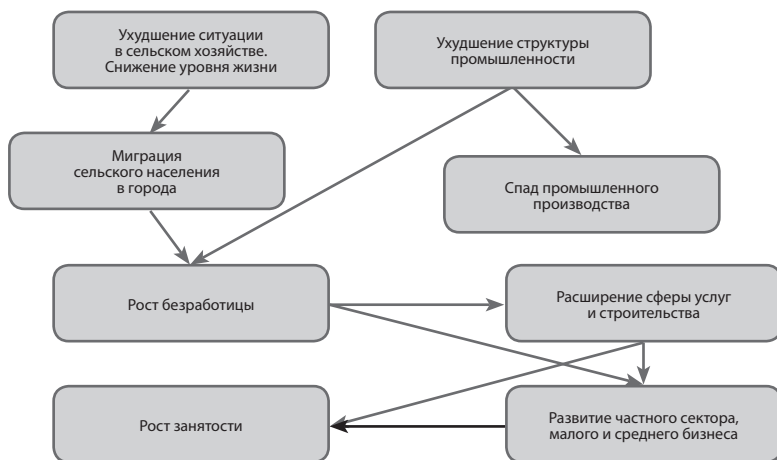 Ухудшение ситуации
в сельском хозяйстве.
Снижение уровня жизни
Ухудшение структуры
промышленности
Миграция
сельского населения
в города
Спад промышленного
производства
Рост безработицы
Расширение сферы услуг
и строительства
Рост занятости
Развитие частного сектора,
малого и среднего бизнеса